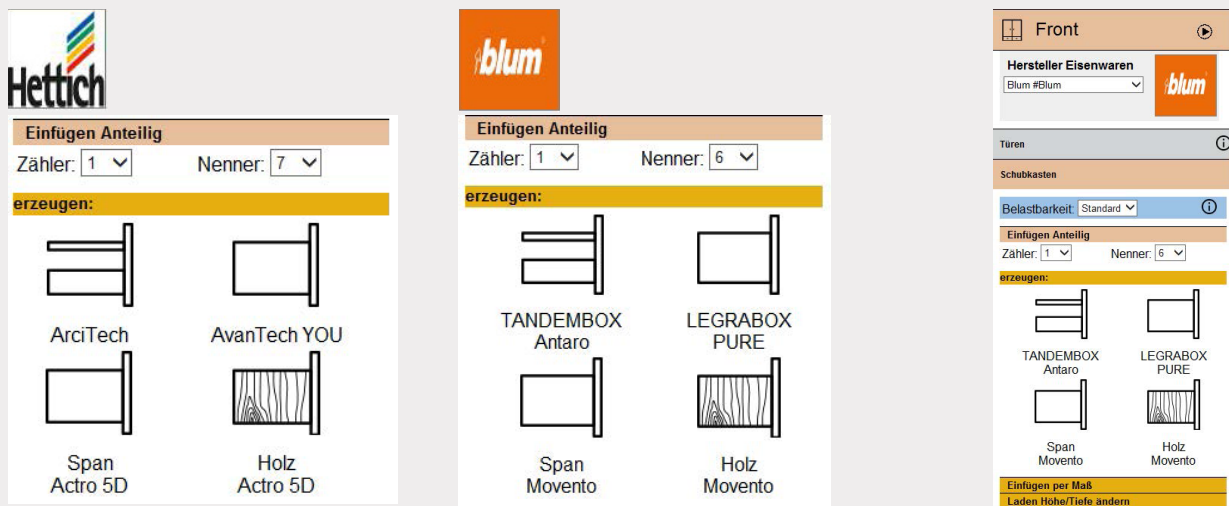 Hettich
Einfügen Anteilig
Zähler: 1 Nenner: 7
erzeugen:
ArciTech AvanTech YOU
Span Holz
Actro 5D Actro 5D
blum
Einfügen Anteilig
Zähler: 1 Nenner: 6
erzeugen:
TANDEMBOX LEGRABOX
Antaro PURE
Span Holz
Movento Movento
Front
Hersteller Eisenwaren
Blum #Blum
blum
Türen
Schubkasten
Belastbarkeit: Standard
Einfügen Anteilig
Zähler: 1 Nenner: 6
erzeugen:
TANDEMBOX LEGRABOX
Antaro PURE
Span Holz
Movento Movento
Einfügen per Maß
Laden Höhe/Tiefe ändern